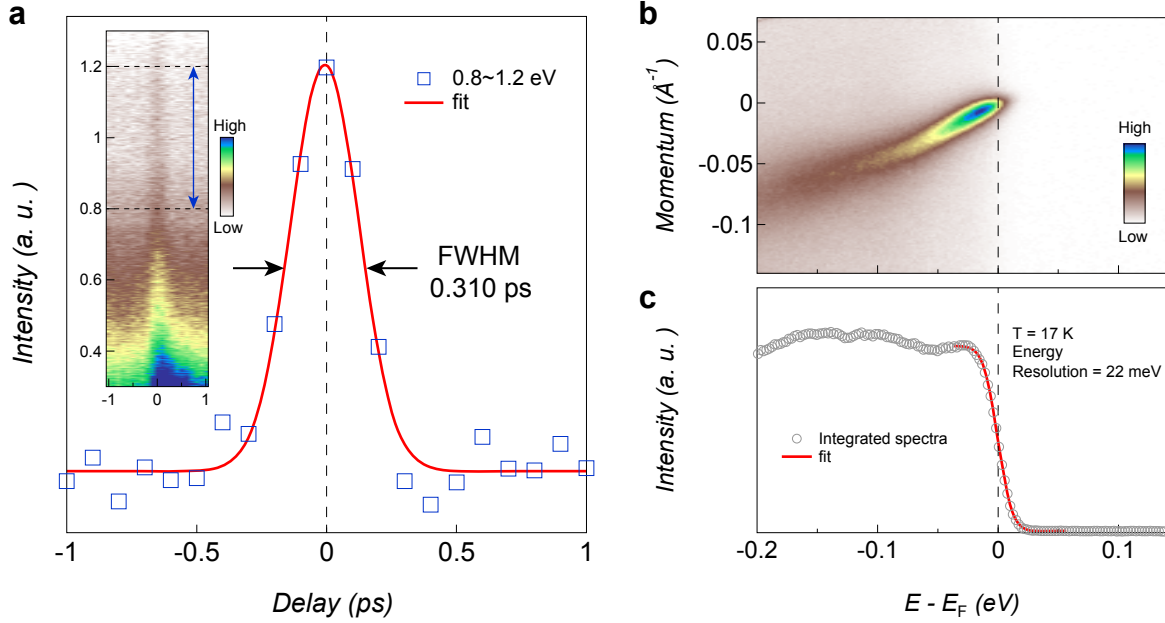 a
Intensity (a. u.)
1.2
1
0.8
0.6
0.4
-1 0 1
High
Low
0.8~1.2 eV
fit
FWHM
0.310 ps
-1 -0.5 0 0.5 1
Delay (ps)
b
Momentum (Å⁻¹)
0.05
0
-0.05
-0.1
High
Low
c
Intensity (a. u.)
T = 17 K
Energy
Resolution = 22 meV
Integrated spectra
fit
-0.2 -0.1 0 0.1
E - E_F (eV)